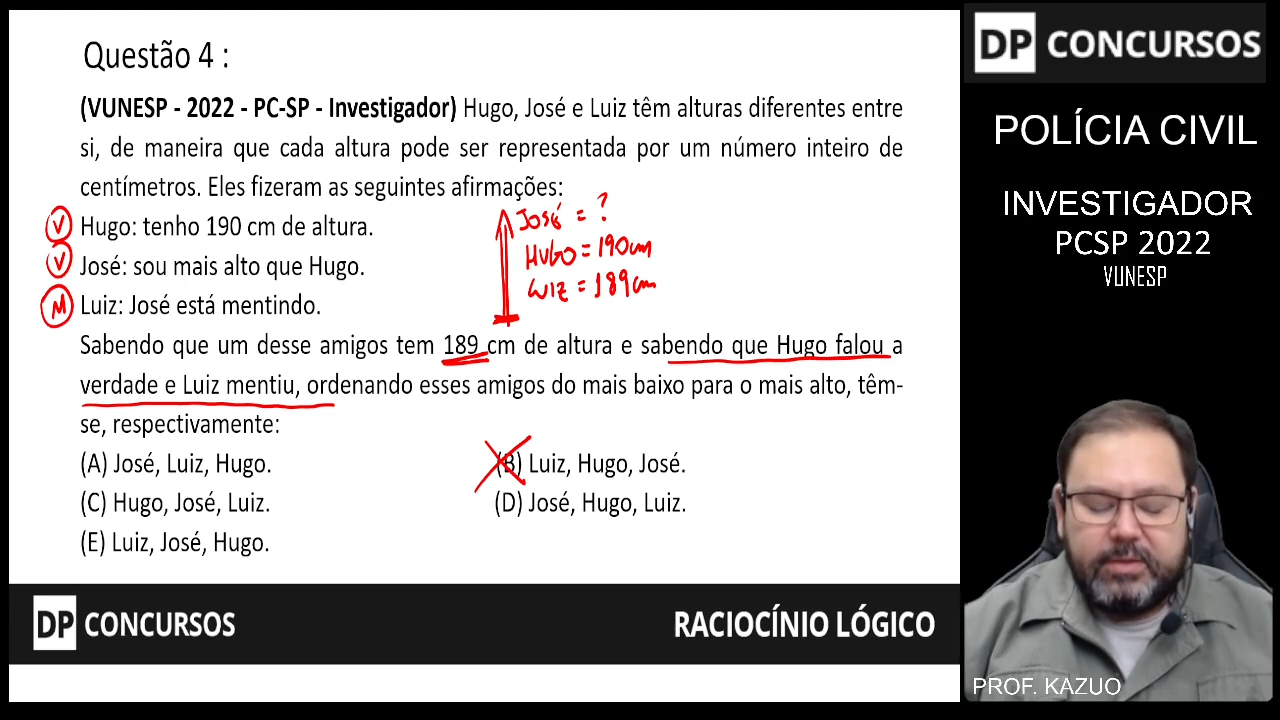 Questão 4 :
(VUNESP - 2022 - PC-SP - Investigador) Hugo, José e Luiz têm alturas diferentes entre
si, de maneira que cada altura pode ser representada por um número inteiro de
centímetros. Eles fizeram as seguintes afirmações:
V Hugo: tenho 190 cm de altura.
V José: sou mais alto que Hugo.
M Luiz: José está mentindo.
JOSÉ = ?
HUGO = 190cm
LUIZ = 189cm
Sabendo que um desse amigos tem 189 cm de altura e sabendo que Hugo falou a
verdade e Luiz mentiu, ordenando esses amigos do mais baixo para o mais alto, têm-
se, respectivamente:
(A) José, Luiz, Hugo. (B) Luiz, Hugo, José.
(C) Hugo, José, Luiz. (D) José, Hugo, Luiz.
(E) Luiz, José, Hugo.
DP CONCURSOS
RACIOCÍNIO LÓGICO
DP CONCURSOS
POLÍCIA CIVIL
INVESTIGADOR
PCSP 2022
VUNESP
PROF. KAZUO